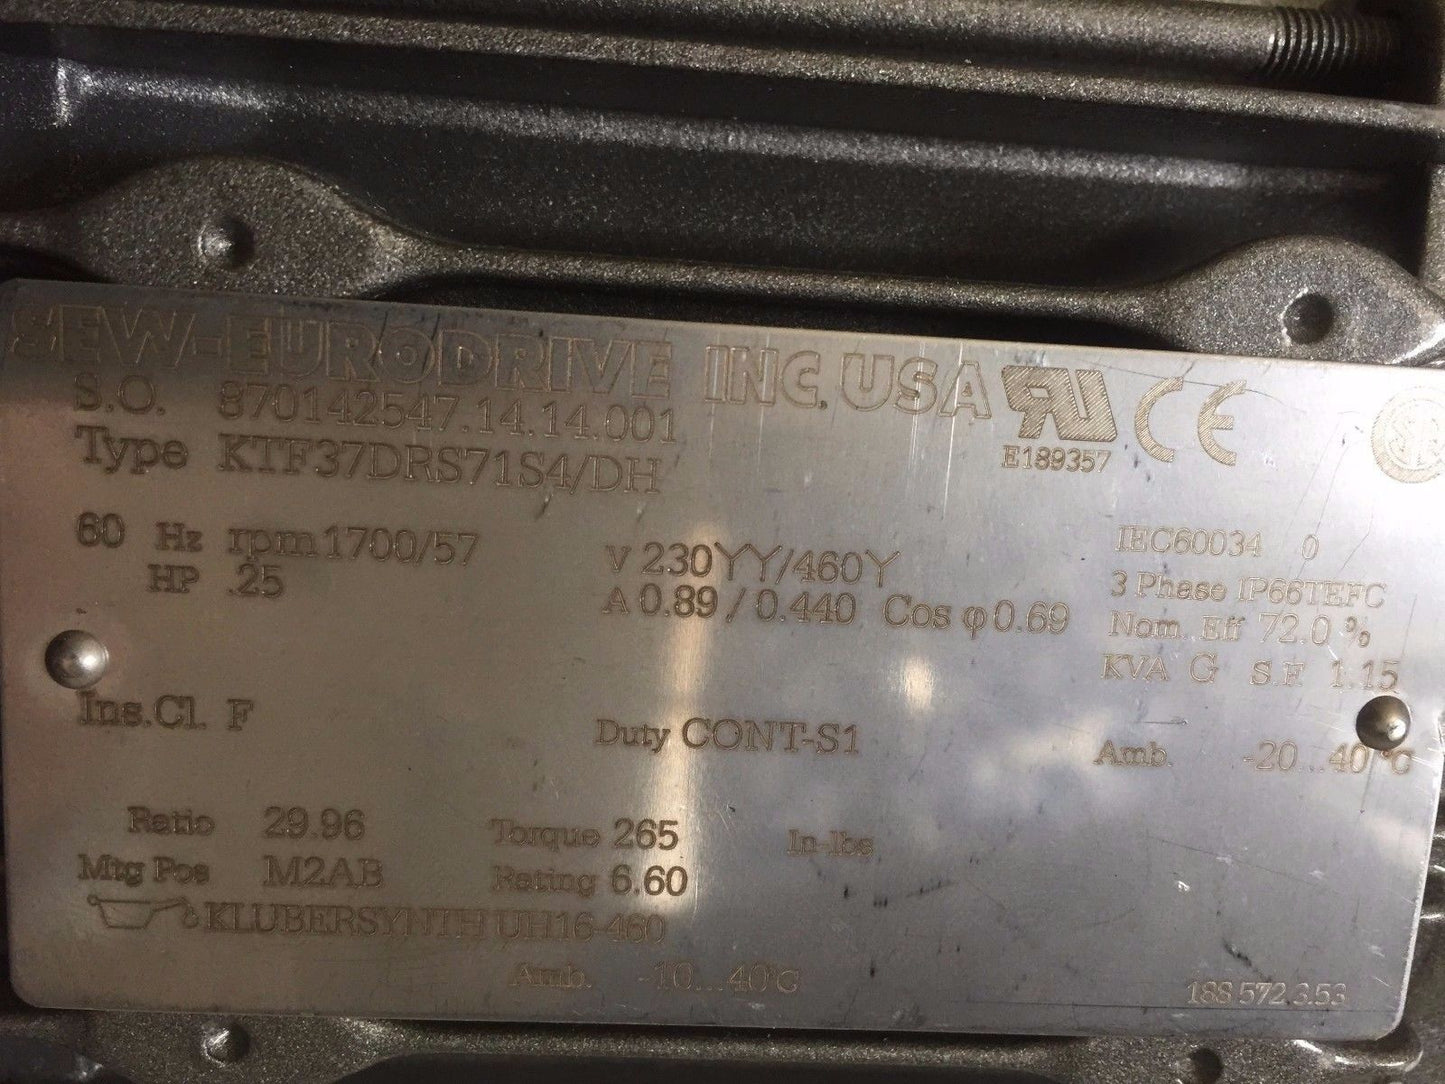 SEW-EURODRIVE INC. USA
S.O. 870142547.14.14.001
Type KTF37DRS71S4/DH
E189357
60 Hz rpm 1700/57 V 230YY/460Y IEC60034 0
HP .25 A 0.89 / 0.440 Cos φ 0.69 3 Phase IP66TEFC
Nom. Eff 72.0 %
KVA G S.F 1.15
Ins.Cl. F Duty CONT-S1 Amb. -20...40 °C
Ratio 29.96 Torque 265 In-lbs
Mtg Pos M2AB Rating 6.60
KLUBERSYNTH UH16-460
Amb. -10...40°C
188 572.3.53